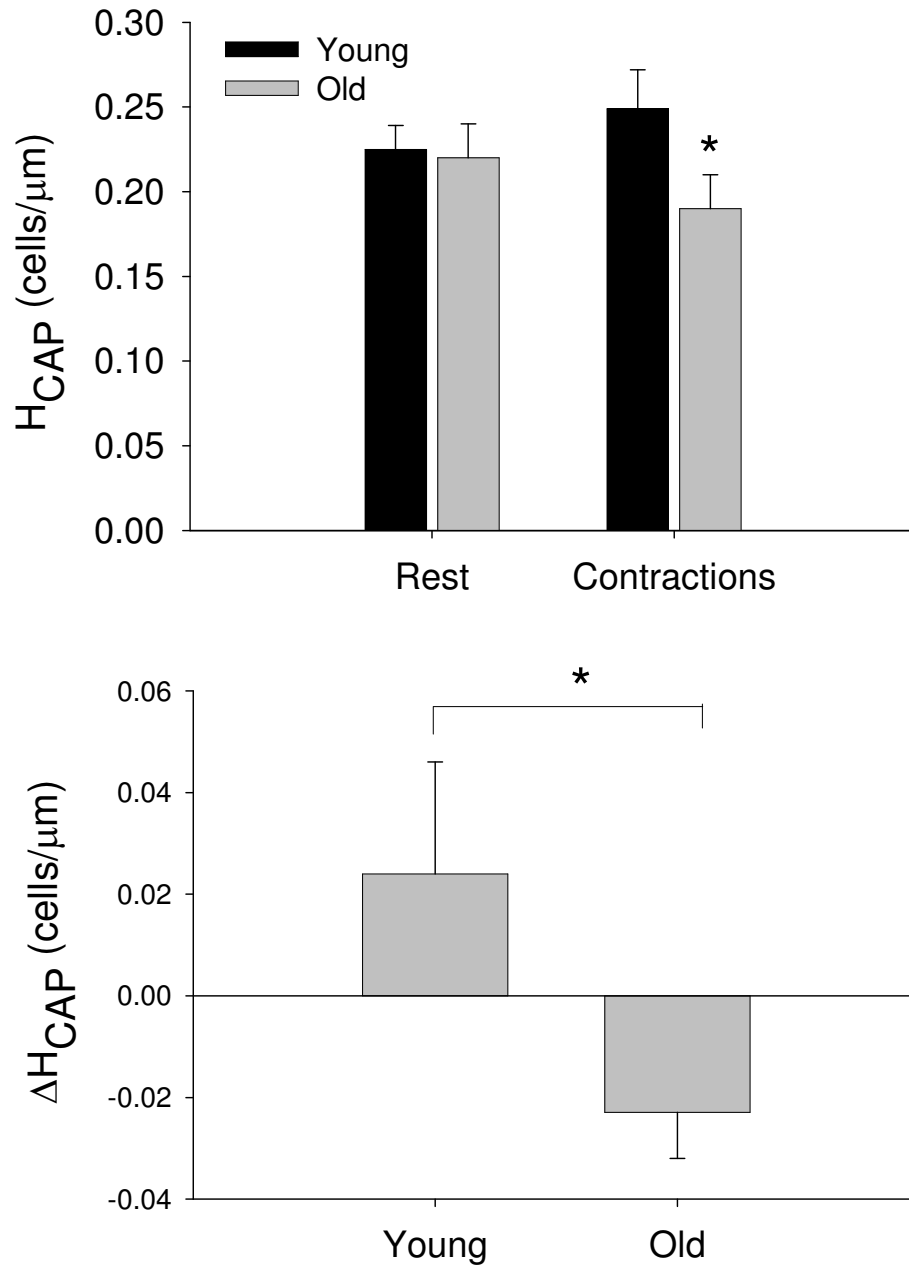 0.30
0.25
0.20
0.15
0.10
0.05
0.00
HCAP (cells/μm)
Young
Old
*
Rest Contractions
0.06
0.04
0.02
0.00
-0.02
-0.04
ΔHCAP (cells/μm)
*
Young Old